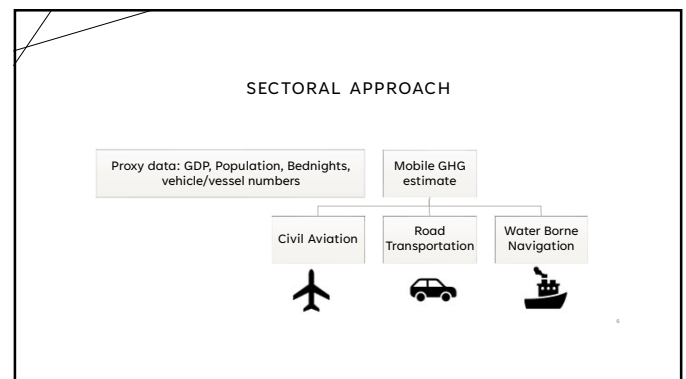 SECTORAL APPROACH
Proxy data: GDP, Population, Bednights,
vehicle/vessel numbers
Mobile GHG
estimate
Civil Aviation
Road
Transportation
Water Borne
Navigation
6